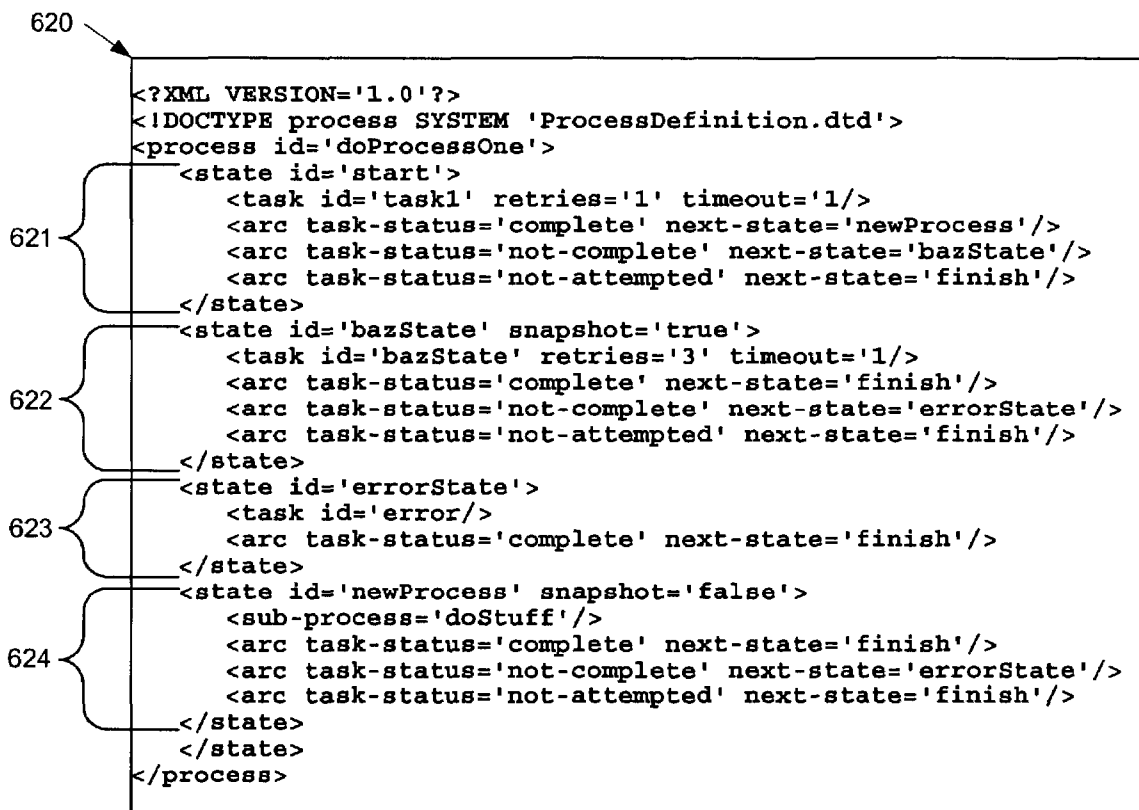 620
<?XML VERSION='1.0'?>
<!DOCTYPE process SYSTEM 'ProcessDefinition.dtd'>
<process id='doProcessOne'>
<state id='start'>
<task id='task1' retries='1' timeout='1/>
<arc task-status='complete' next-state='newProcess'/>
621
<arc task-status='not-complete' next-state='bazState'/>
<arc task-status='not-attempted' next-state='finish'/>
</state>
<state id='bazState' snapshot='true'>
<task id='bazState' retries='3' timeout='1/>
<arc task-status='complete' next-state='finish'/>
622
<arc task-status='not-complete' next-state='errorState'/>
<arc task-status='not-attempted' next-state='finish'/>
</state>
<state id='errorState'>
623
<task id='error/>
<arc task-status='complete' next-state='finish'/>
</state>
<state id='newProcess' snapshot='false'>
<sub-process='doStuff'/>
<arc task-status='complete' next-state='finish'/>
624
<arc task-status='not-complete' next-state='errorState'/>
<arc task-status='not-attempted' next-state='finish'/>
</state>
</state>
</process>